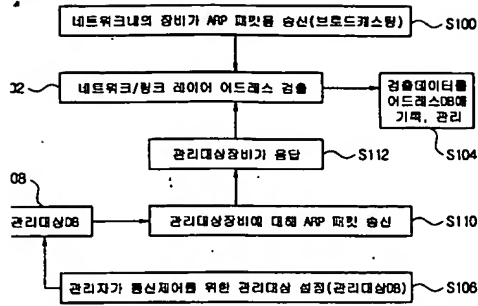 네트워크내의 장비가 ARP 패킷을 송신(브로드캐스팅)
S100
02
네트워크/링크 레이어 어드레스 검출
검출데이터를
어드레스DB에
기록, 관리
S104
관리대상장비가 응답
S112
08
관리대상DB
관리대상장비에 대해 ARP 패킷 송신
S110
관리자가 통신제어를 위한 관리대상 설정(관리대상DB)
S106